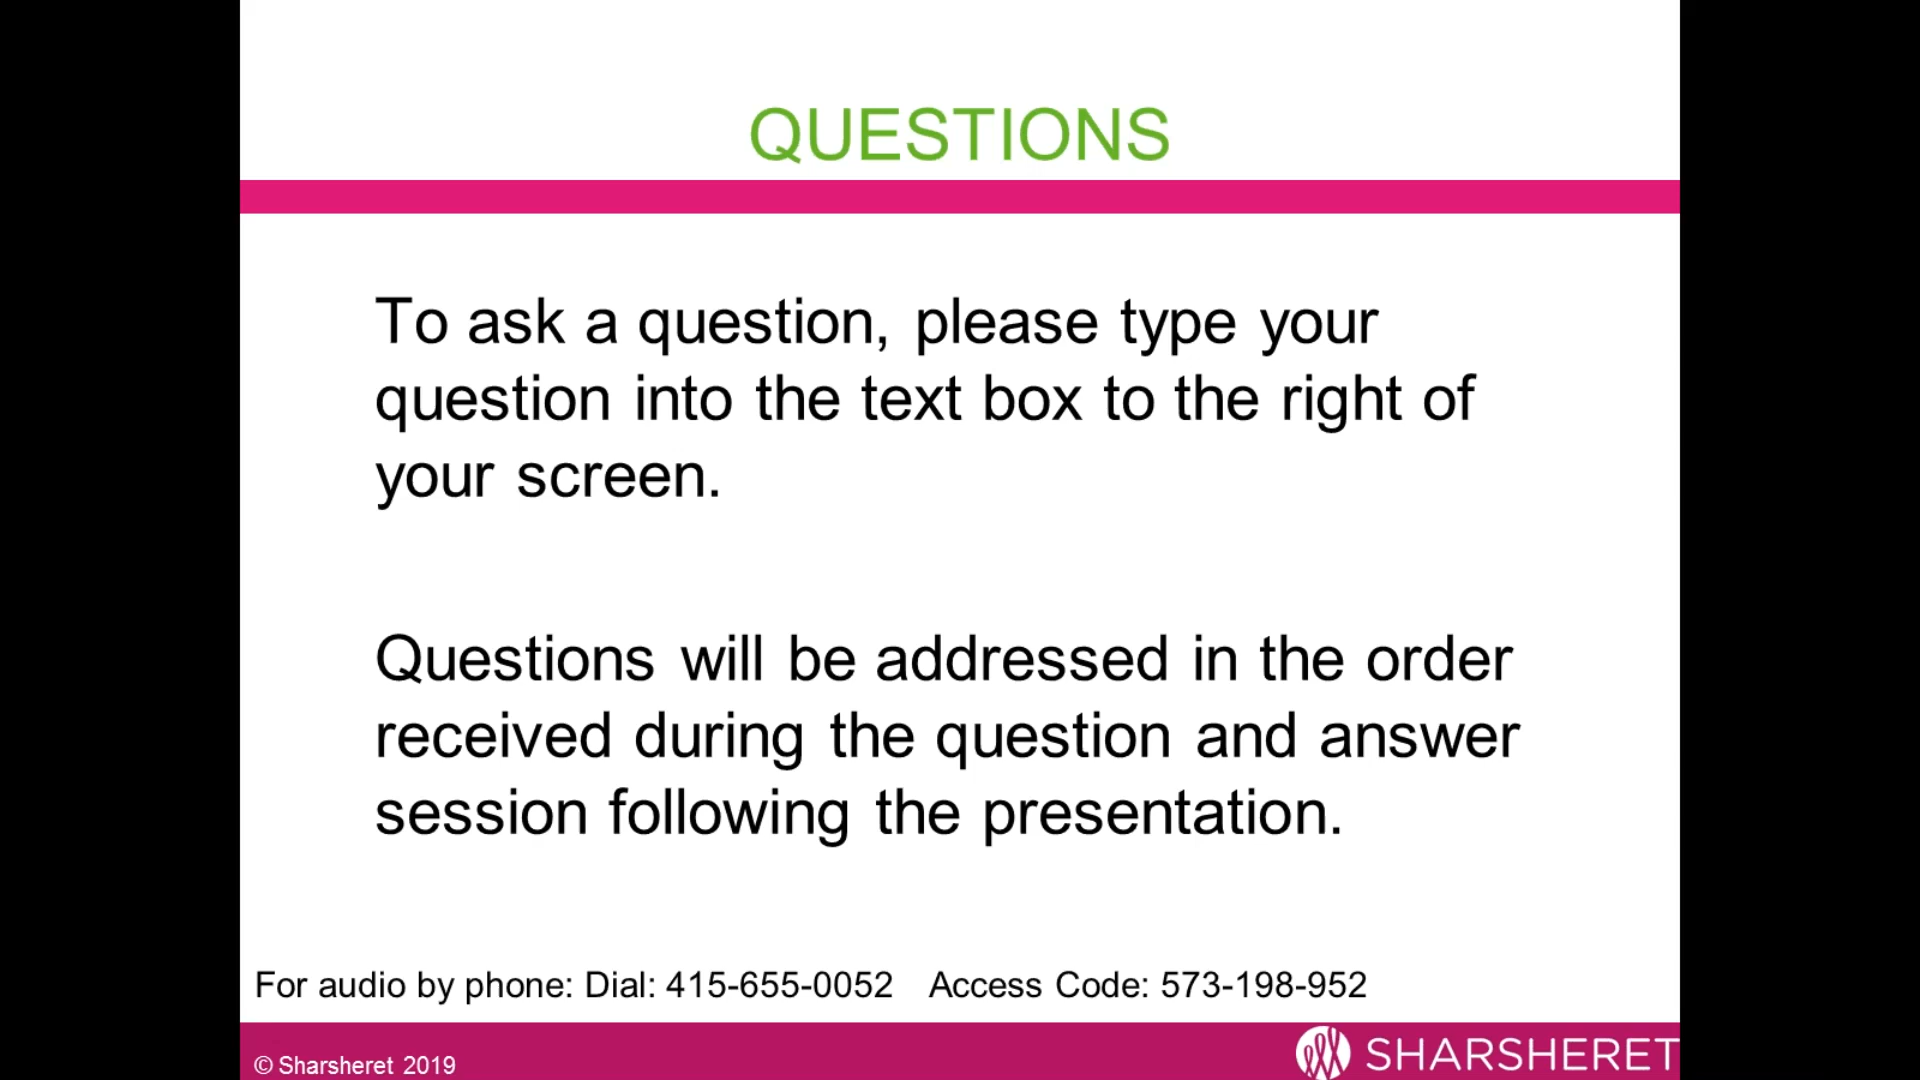 QUESTIONS
To ask a question, please type your
question into the text box to the right of
your screen.
Questions will be addressed in the order
received during the question and answer
session following the presentation.
For audio by phone: Dial: 415-655-0052 Access Code: 573-198-952
© Sharsheret 2019
SHARSHERET